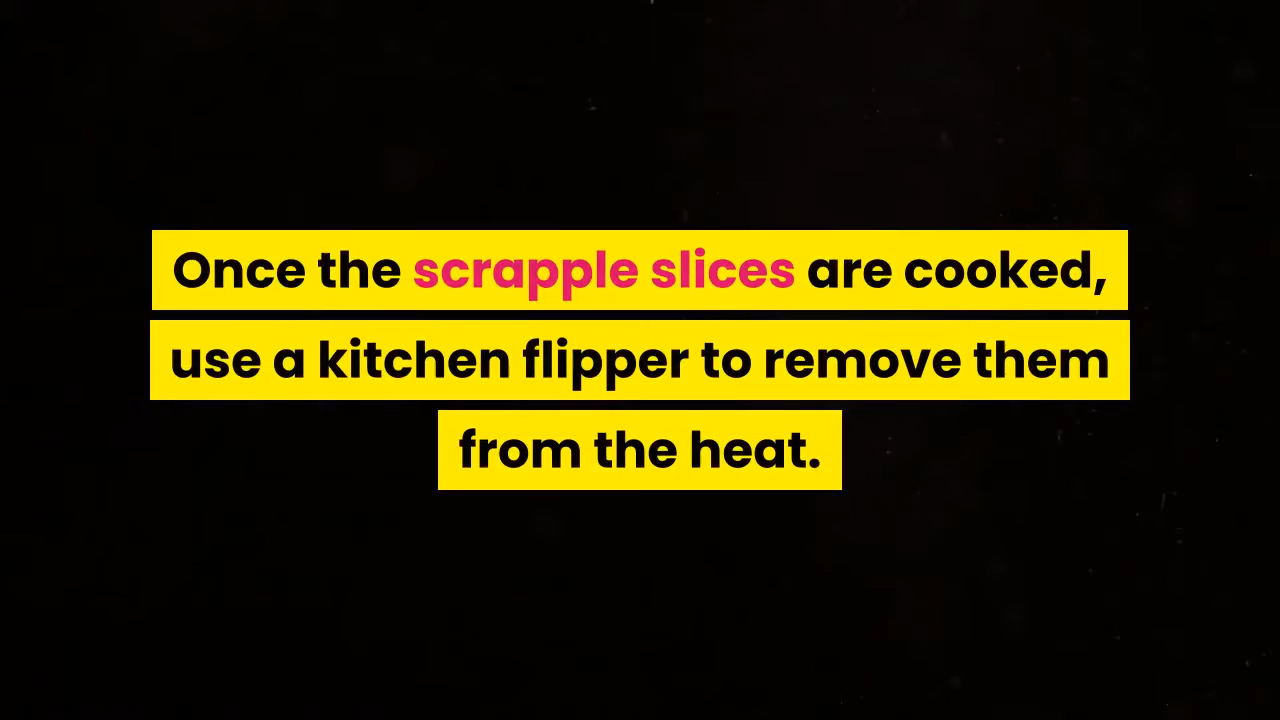 Once the scrapple slices are cooked,
use a kitchen flipper to remove them
from the heat.